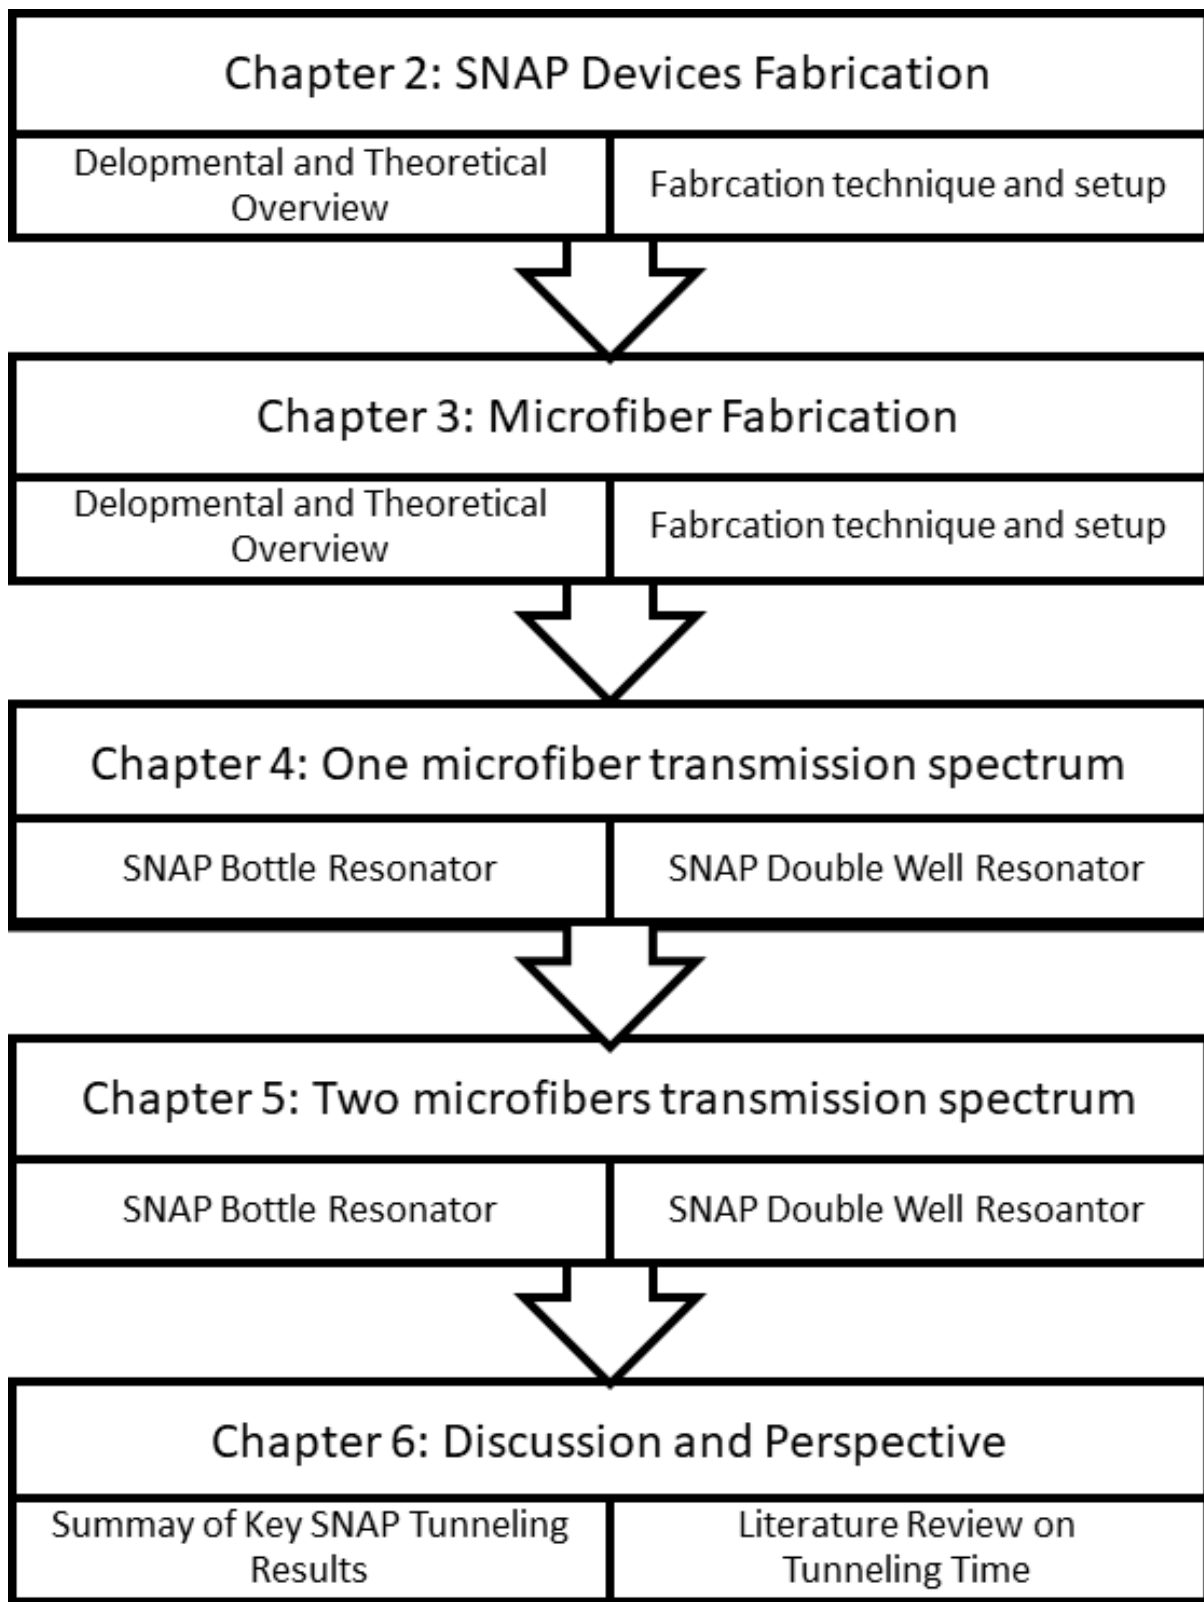 Chapter 2: SNAP Devices Fabrication
Delopmental and Theoretical
Overview
Fabrcation technique and setup
Chapter 3: Microfiber Fabrication
Delopmental and Theoretical
Overview
Fabrcation technique and setup
Chapter 4: One microfiber transmission spectrum
SNAP Bottle Resonator
SNAP Double Well Resonator
Chapter 5: Two microfibers transmission spectrum
SNAP Bottle Resonator
SNAP Double Well Resoantor
Chapter 6: Discussion and Perspective
Summay of Key SNAP Tunneling
Results
Literature Review on
Tunneling Time